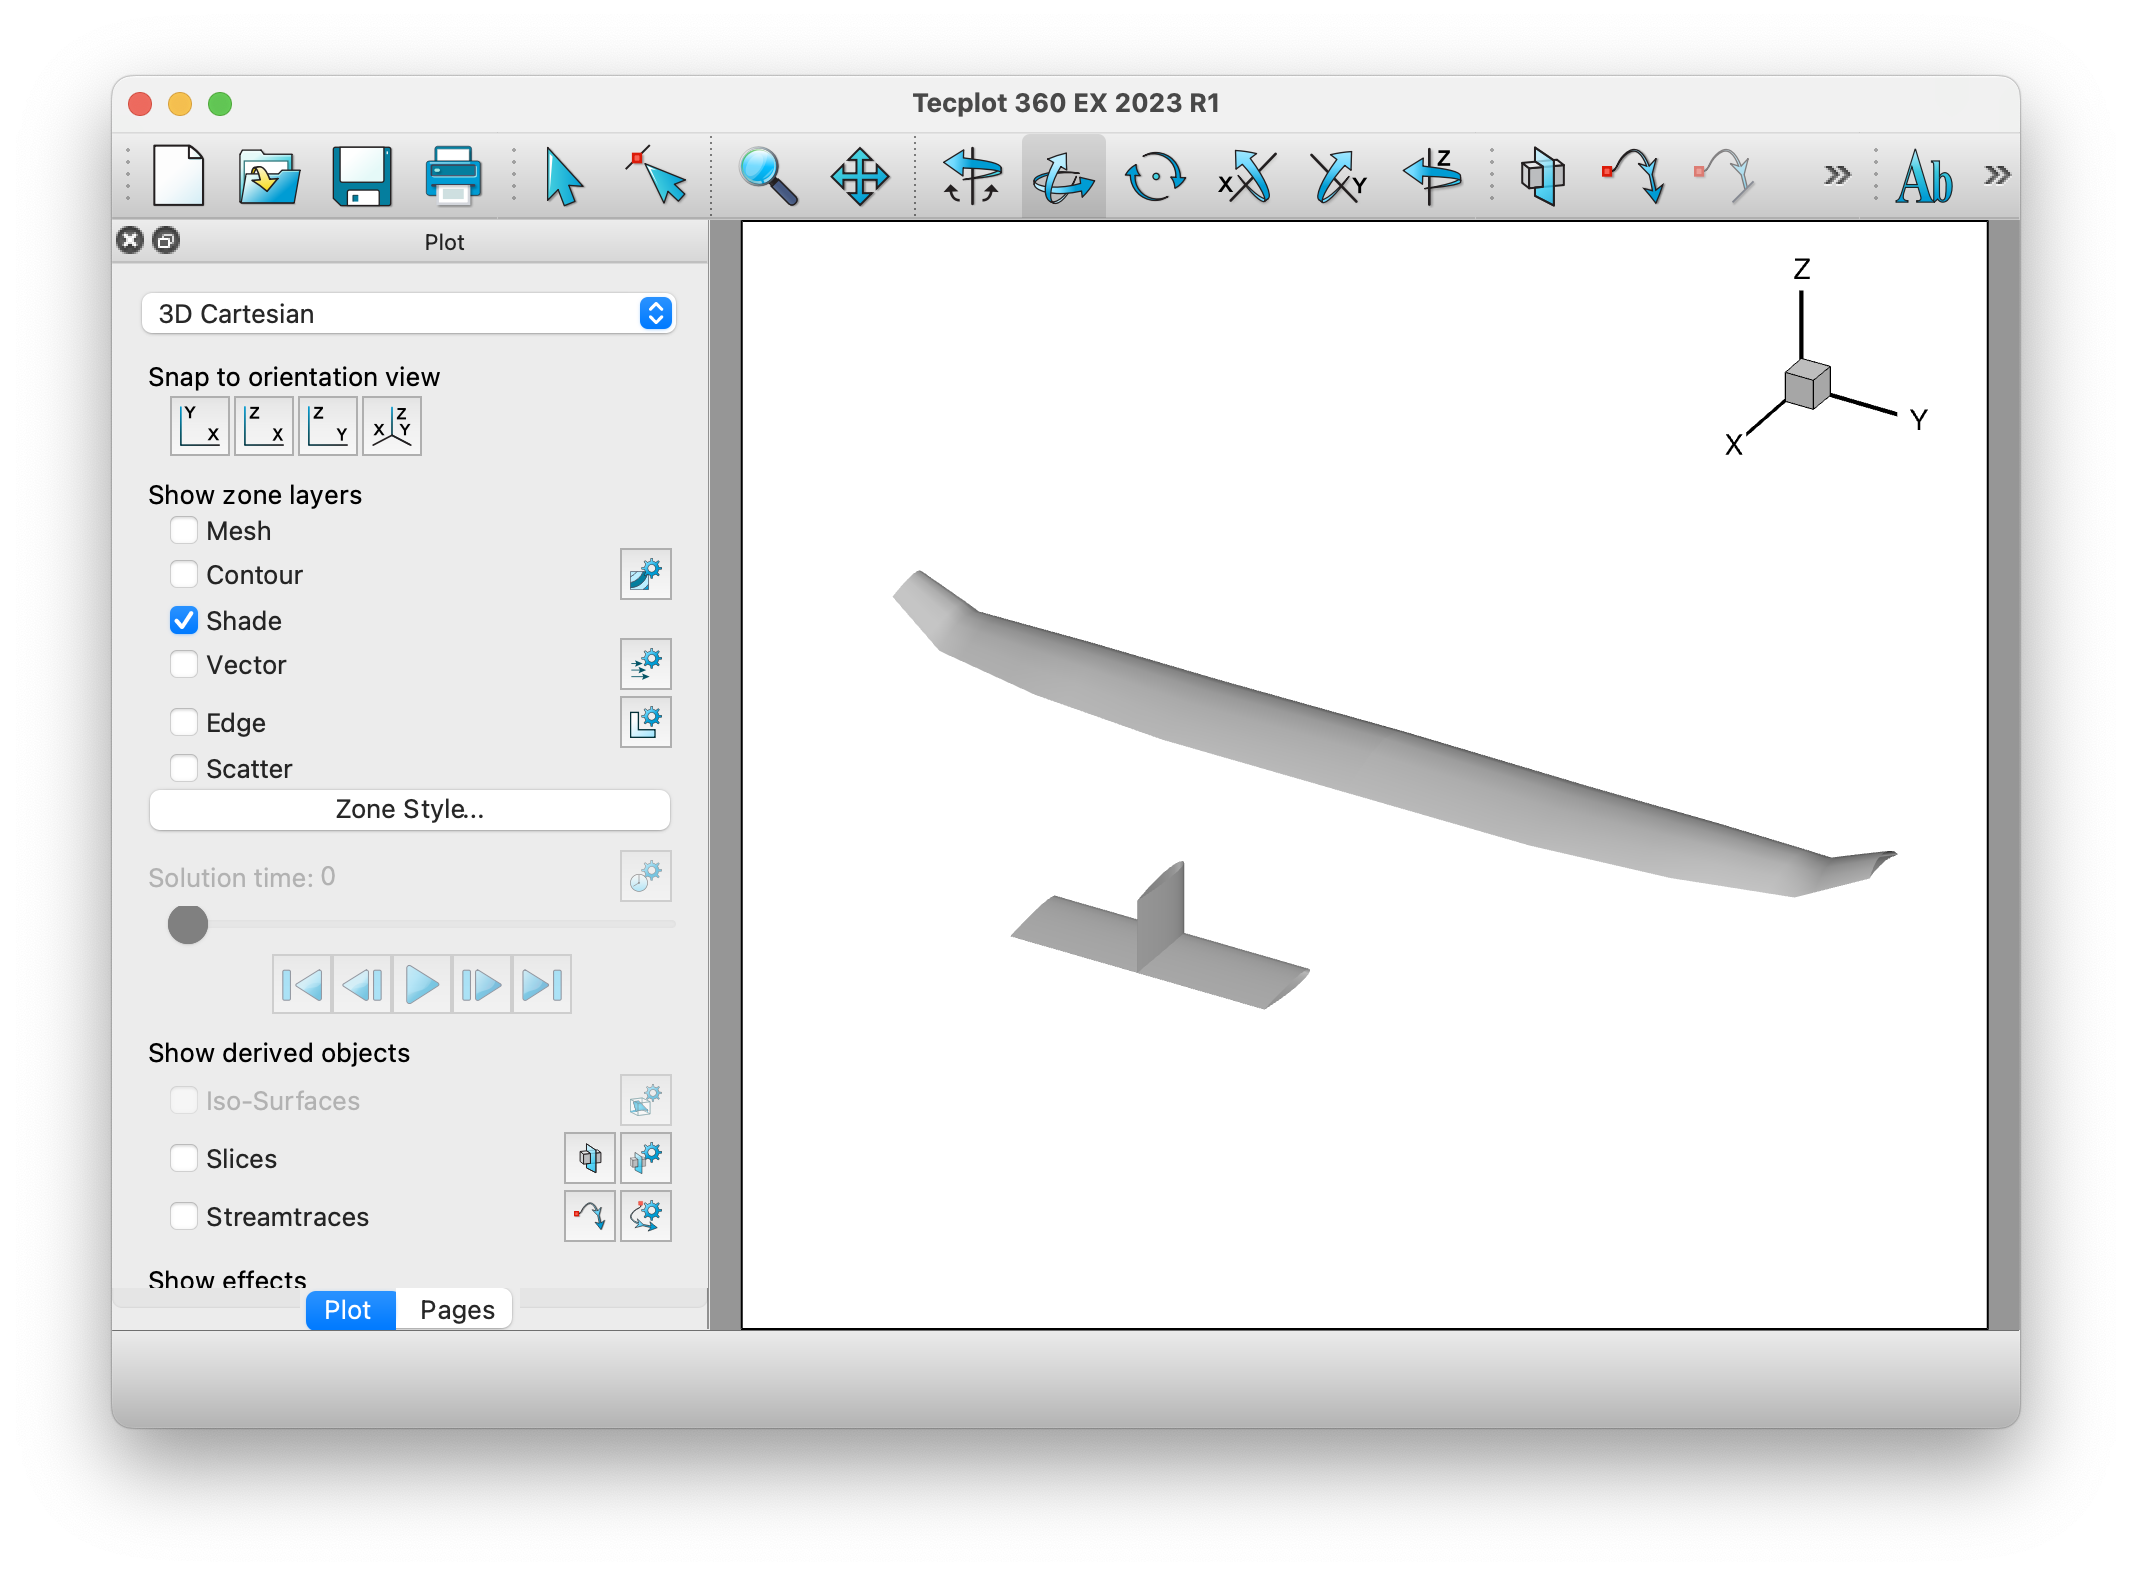 Tecplot 360 EX 2023 R1
X
Y
Z
Ab
Plot
3D Cartesian
Snap to orientation view
Y X
Z X
Z Y
X Z Y
Show zone layers
Mesh
Contour
Shade
Vector
Edge
Scatter
Zone Style...
Solution time: 0
Show derived objects
Iso-Surfaces
Slices
Streamtraces
Show effects
Plot
Pages
Z
Y
X